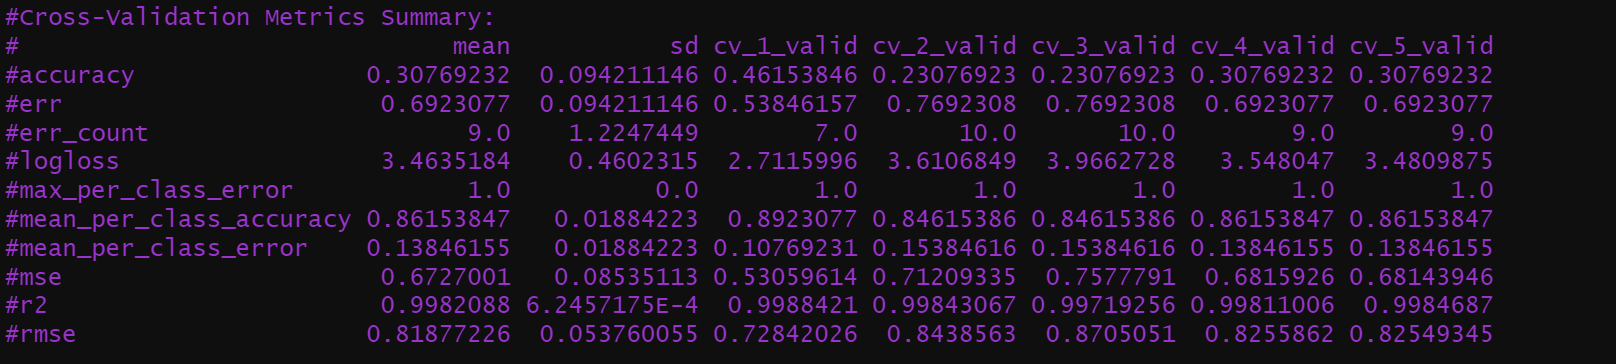 #Cross-Validation Metrics Summary:
# mean sd cv_1_valid cv_2_valid cv_3_valid cv_4_valid cv_5_valid
#accuracy 0.30769232 0.094211146 0.46153846 0.23076923 0.23076923 0.30769232 0.30769232
#err 0.6923077 0.094211146 0.53846157 0.7692308 0.7692308 0.6923077 0.6923077
#err_count 9.0 1.2247449 7.0 10.0 10.0 9.0 9.0
#logloss 3.4635184 0.4602315 2.7115996 3.6106849 3.9662728 3.548047 3.4809875
#max_per_class_error 1.0 0.0 1.0 1.0 1.0 1.0 1.0
#mean_per_class_accuracy 0.86153847 0.01884223 0.8923077 0.84615386 0.84615386 0.86153847 0.86153847
#mean_per_class_error 0.13846155 0.01884223 0.10769231 0.15384616 0.15384616 0.13846155 0.13846155
#mse 0.6727001 0.08535113 0.53059614 0.71209335 0.7577791 0.6815926 0.68143946
#r2 0.9982088 6.2457175E-4 0.9988421 0.99843067 0.99719256 0.99811006 0.9984687
#rmse 0.81877226 0.053760055 0.72842026 0.8438563 0.8705051 0.8255862 0.82549345